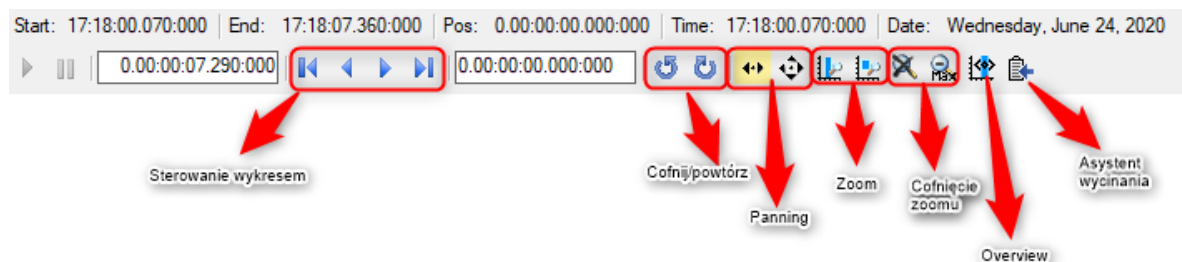 Start: 17:18:00.070:000 End: 17:18:07.360:000 Pos: 0.00:00:00.000:000 Time: 17:18:00.070:000 Date: Wednesday, June 24, 2020
0.00:00:07.290:000 0.00:00:00.000:000 Max
Sterowanie wykresem
Cofnij/powtórz
Panning
Zoom
Cofnięcie
zoomu
Overview
Asystent
wycinania